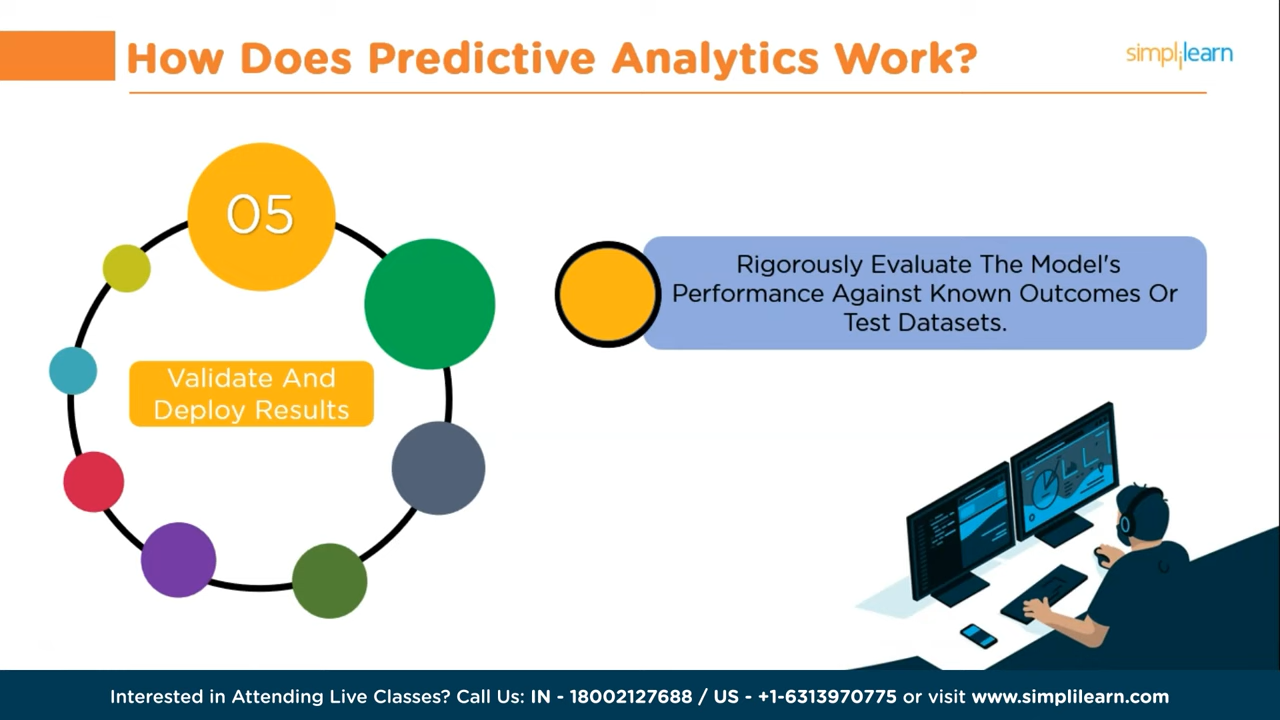 How Does Predictive Analytics Work?
simplilearn
05
Validate And
Deploy Results
Rigorously Evaluate The Model's
Performance Against Known Outcomes Or
Test Datasets.
Interested in Attending Live Classes? Call Us: IN - 18002127688 / US - +1-6313970775 or visit www.simplilearn.com